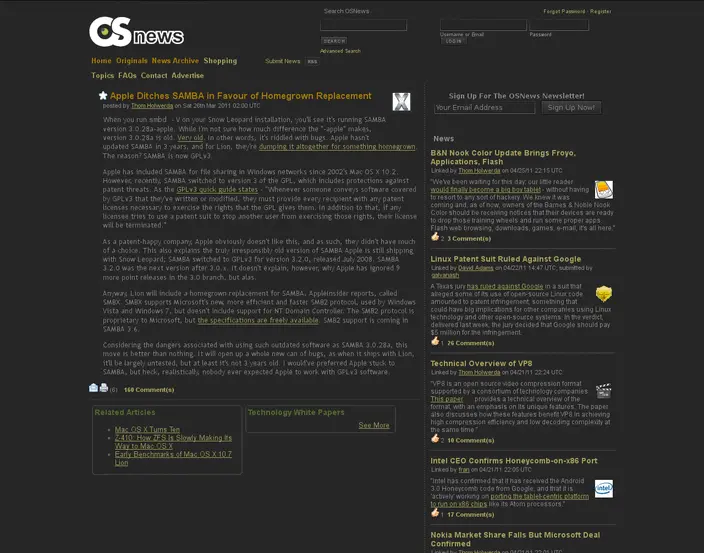 OSnews
Search OSNews
SEARCH
Advanced Search
Forgot Password - Register
Username or Email
Password
LOGIN
Home Originals News Archive Shopping
Submit News RSS
Topics FAQs Contact Advertise
Apple Ditches SAMBA in Favour of Homegrown Replacement
posted by Thom Holwerda on Sat 26th Mar 2011 02:00 UTC
When you run smbd -V on your Snow Leopard installation, you'll see it's running SAMBA
version 3.0.28a-apple. While I'm not sure how much difference the "-apple" makes,
version 3.0.28a is old. Very old. In other words, it's riddled with bugs. Apple hasn't
updated SAMBA in 3 years, and for Lion, they're dumping it altogether for something homegrown.
The reason? SAMBA is now GPLv3.
Apple has included SAMBA for file sharing in Windows networks since 2002's Mac OS X 10.2.
However, recently, SAMBA switched to version 3 of the GPL, which includes protections against
patent threats. As the GPLv3 quick guide states - "Whenever someone conveys software covered
by GPLv3 that they've written or modified, they must provide every recipient with any patent
licenses necessary to exercise the rights that the GPL gives them. In addition to that, if any
licensee tries to use a patent suit to stop another user from exercising those rights, their license
will be terminated."
As a patent-happy company, Apple obviously doesn't like this, and as such, they didn't have much
of a choice. This also explains the truly irresponsibly old version of SAMBA Apple is still shipping
with Snow Leopard; SAMBA switched to GPLv3 for version 3.2.0, released July 2008. SAMBA
3.2.0 was the next version after 3.0.x. It doesn't explain, however, why Apple has ignored 9
more point releases in the 3.0 branch, but alas.
Anyway, Lion will include a homegrown replacement for SAMBA, AppleInsider reports, called
SMBX. SMBX supports Microsoft's new, more efficient and faster SMB2 protocol, used by Windows
Vista and Windows 7, but doesn't include support for NT Domain Controller. The SMB2 protocol is
proprietary to Microsoft, but the specifications are freely available. SMB2 support is coming in
SAMBA 3.6.
Considering the dangers associated with using such outdated software as SAMBA 3.0.28a, this
move is better than nothing. It will open up a whole new can of bugs, as when it ships with Lion,
it'll be largely untested, but at least it's not 3 years old. I would've preferred Apple stuck to
SAMBA, but heck, realistically, nobody ever expected Apple to work with GPLv3 software.
(0) 160 Comment(s)
Related Articles
Mac OS X Turns Ten
Z-410: How ZFS Is Slowly Making Its
Way to Mac OS X
Early Benchmarks of Mac OS X 10.7
Lion
Technology White Papers
See More
Sign Up For The OSNews Newsletter!
Your Email Address
Sign Up Now!
News
B&N Nook Color Update Brings Froyo,
Applications, Flash
Linked by Thom Holwerda on 04/25/11 22:15 UTC
"We've been waiting for this day: our little reader
would finally become a big boy tablet - without having
to resort to any sort of hackery. We knew it was
coming and, as of now, owners of the Barnes & Noble Nook
Color should be receiving notices that their devices are ready
to drop those training wheels and run some proper apps.
Flash web browsing, downloads, games, e-mail, it's all here."
2 3 Comment(s)
Linux Patent Suit Ruled Against Google
Linked by David Adams on 04/22/11 14:47 UTC, submitted by
A Texas jury has ruled against Google in a suit that
alleged some of its use of open-source Linux code
amounted to patent infringement, something that
could have big implications for other companies using Linux
technology and other open-source systems. In the verdict,
delivered last week, the jury decided that Google should pay
$5 million for the infringement.
1 26 Comment(s)
Technical Overview of VP8
Linked by Thom Holwerda on 04/21/11 22:24 UTC
"VP8 is an open source video compression format
supported by a consortium of technology companies.
This paper provides a technical overview of the
format, with an emphasis on its unique features. The paper
also discusses how these features benefit VP8 in achieving
high compression efficiency and low decoding complexity at
the same time."
2 18 Comment(s)
Intel CEO Confirms Honeycomb-on-x86 Port
Linked by fran on 04/21/11 22:05 UTC
"Intel has confirmed that it has received the Android
3.0 Honeycomb code from Google, and that it is
'actively' working on porting the tablet-centric platform
to run on x86 chips like its Atom processors."
1 17 Comment(s)
intel
Nokia Market Share Falls But Microsoft Deal
Confirmed
Linked by Thom Holwerda on 04/21/11 22:01 UTC